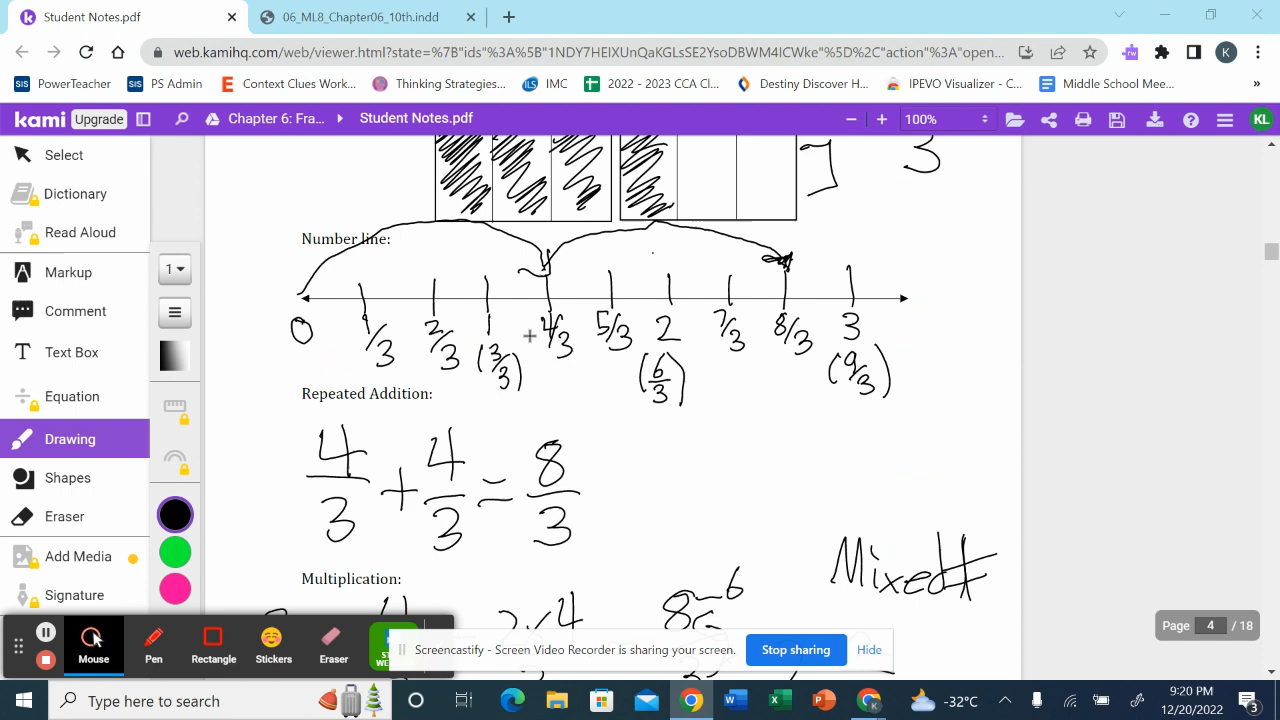 Student Notes.pdf
06_ML8_Chapter06_10th.indd
web.kamihq.com/web/viewer.html?state=%7B"ids"%3A%5B"1NDY7HEIXUnQaKGLsSE2YsoDBWM4lCWke"%5D%2C"action"%3A"open...
K
PowerTeacher
PS Admin
Context Clues Work
Thinking Strategies...
IMC
2022 - 2023 CCA Cl...
Destiny Discover H...
IPEVO Visualizer - C...
Middle School Mee...
»
kami
Upgrade
Chapter 6: Fra...
Student Notes.pdf
100%
KL
Select
Dictionary
Read Aloud
Markup
Comment
Text Box
Equation
Drawing
Shapes
Eraser
Add Media
Signature
1
3
Number line:
0 1/3 2/3 1 4/3 5/3 2 7/3 8/3 3
(3/3) (6/3) (9/3)
Repeated Addition:
4/3 + 4/3 = 8/3
Mixed #
Multiplication:
Page 4 / 18
Mouse
Pen
Rectangle
Stickers
Eraser
Screencastify - Screen Video Recorder is sharing your screen.
Stop sharing
Hide
Type here to search
-32°C
9:20 PM
12/20/2022
3